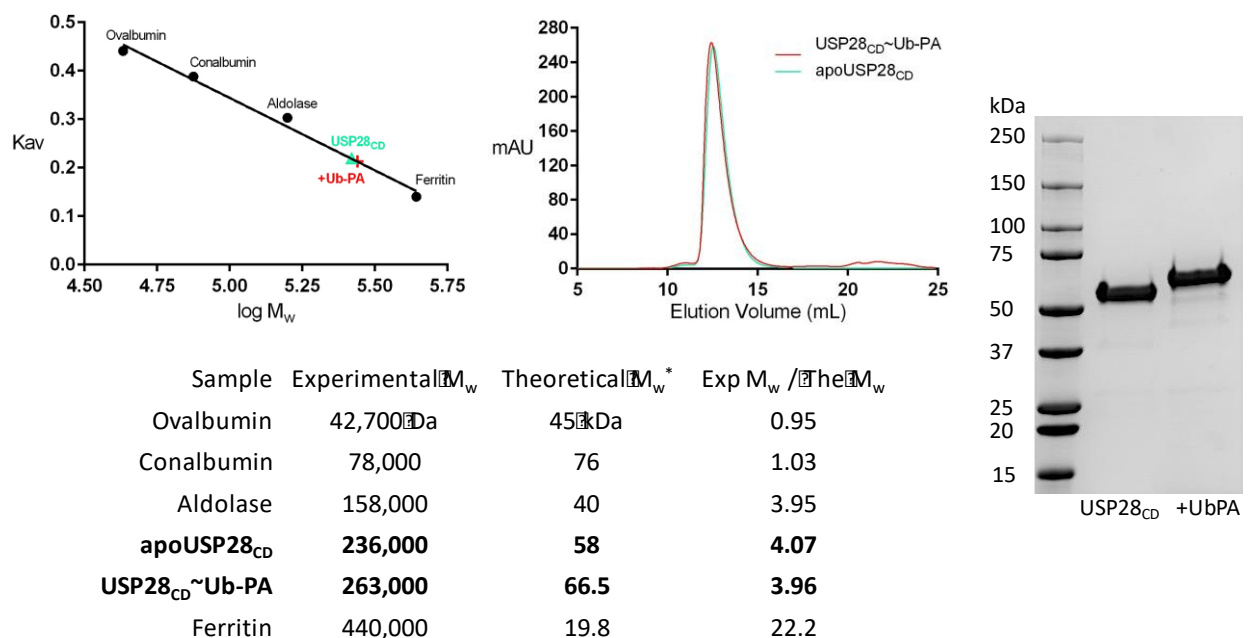 0.5
0.4
0.3
0.2
0.1
0.0
Kav
Ovalbumin
Conalbumin
Aldolase
USP28CD
+Ub-PA
Ferritin
4.50 4.75 5.00 5.25 5.50 5.75
log Mw
280
240
200
160
120
80
40
0
mAU
USP28CD~Ub-PA
apoUSP28CD
5 10 15 20 25
Elution Volume (mL)
kDa
250
150
100
75
50
37
25
20
15
USP28CD +UbPA
Sample Experimental Mw Theoretical Mw* Exp Mw / The Mw
Ovalbumin 42,700 Da 45 kDa 0.95
Conalbumin 78,000 76 1.03
Aldolase 158,000 40 3.95
apoUSP28CD 236,000 58 4.07
USP28CD~Ub-PA 263,000 66.5 3.96
Ferritin 440,000 19.8 22.2